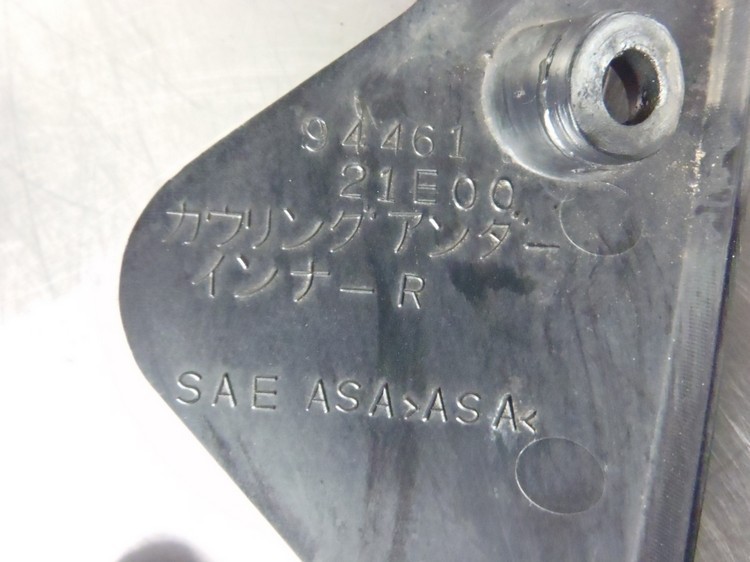 94461
21E00
カウリングアンダー
インナーR
SAE ASA>ASA<